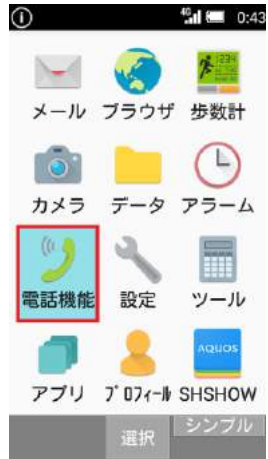 4G 0:43
メール ブラウザ 歩数計
カメラ データ アラーム
電話機能 設定 ツール
AQUOS
アプリ プロフィール SHSHOW
選択 シンプル